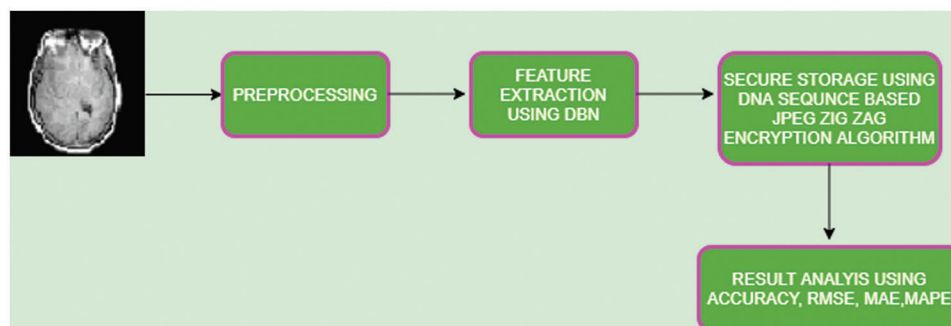 PREPROCESSING
FEATURE
EXTRACTION
USING DBN
SECURE STORAGE USING
DNA SEQUNCE BASED
JPEG ZIG ZAG
ENCRYPTION ALGORITHM
RESULT ANALYIS USING
ACCURACY, RMSE, MAE,MAPE